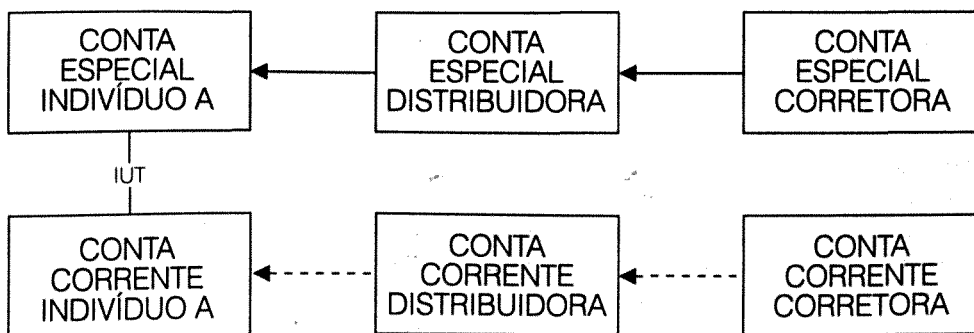 CONTA
ESPECIAL
INDIVÍDUO A
CONTA
ESPECIAL
DISTRIBUIDORA
CONTA
ESPECIAL
CORRETORA
IUT
CONTA
CORRENTE
INDIVÍDUO A
CONTA
CORRENTE
DISTRIBUIDORA
CONTA
CORRENTE
CORRETORA